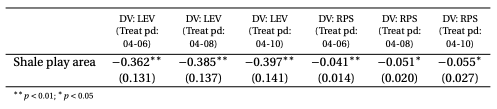 DV: LEV DV: LEV DV: LEV DV: RPS DV: RPS DV: RPS
(Treat pd: (Treat pd: (Treat pd: (Treat pd: (Treat pd: (Treat pd:
04-06) 04-08) 04-10) 04-06) 04-08) 04-10)
Shale play area −0.362** −0.385** −0.397** −0.041** −0.051* −0.055*
(0.131) (0.137) (0.141) (0.014) (0.020) (0.027)
**p < 0.01; *p < 0.05